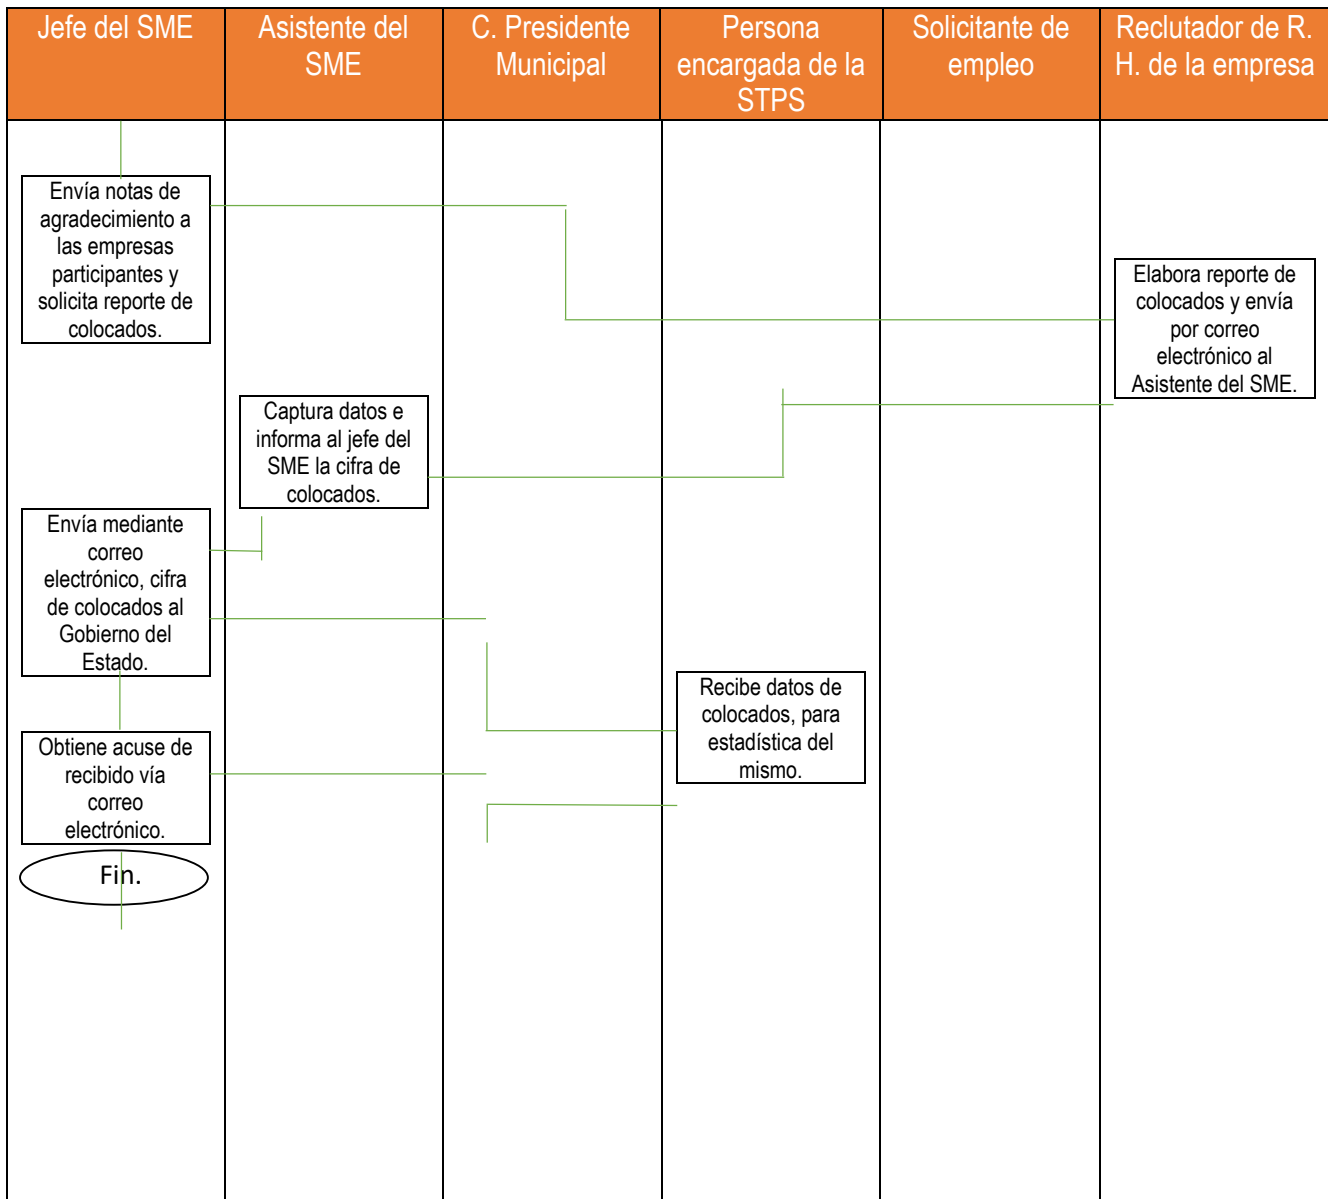 Jefe del SME
Asistente del
SME
C. Presidente
Municipal
Persona
encargada de la
STPS
Solicitante de
empleo
Reclutador de R.
H. de la empresa
Envía notas de
agradecimiento a
las empresas
participantes y
solicita reporte de
colocados.
Elabora reporte de
colocados y envía
por correo
electrónico al
Asistente del SME.
Captura datos e
informa al jefe del
SME la cifra de
colocados.
Envía mediante
correo
electrónico, cifra
de colocados al
Gobierno del
Estado.
Recibe datos de
colocados, para
estadística del
mismo.
Obtiene acuse de
recibido vía
correo
electrónico.
Fin.